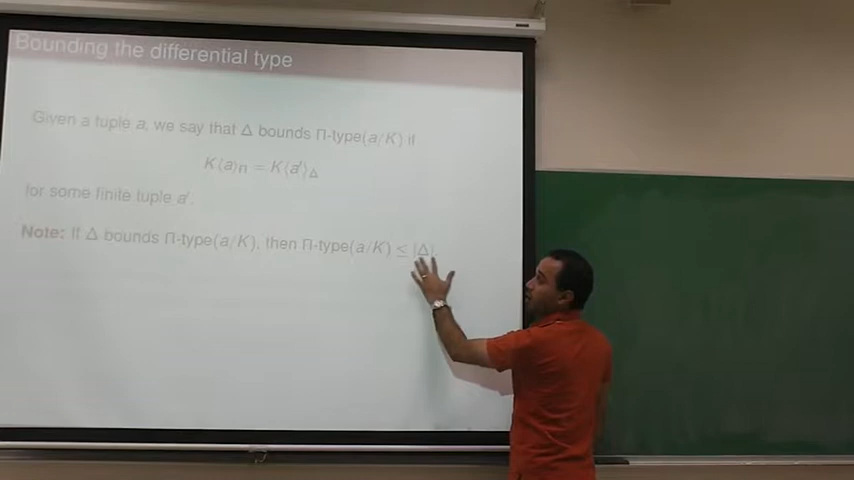 Bounding the differential type
Given a tuple a, we say that Δ bounds Π-type(a/K) if
K⟨a⟩Π = K⟨a′⟩Δ
for some finite tuple a′.
Note: If Δ bounds Π-type(a/K), then Π-type(a/K) ≤ |Δ|